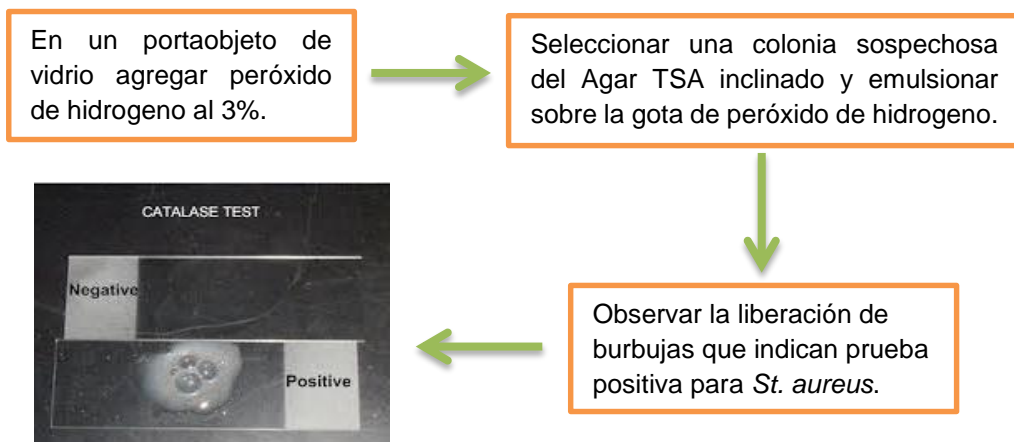 En un portaobjeto de
vidrio agregar peróxido
de hidrogeno al 3%.
Seleccionar una colonia sospechosa
del Agar TSA inclinado y emulsionar
sobre la gota de peróxido de hidrogeno.
Observar la liberación de
burbujas que indican prueba
positiva para St. aureus.
CATALASE TEST
Negative
Positive